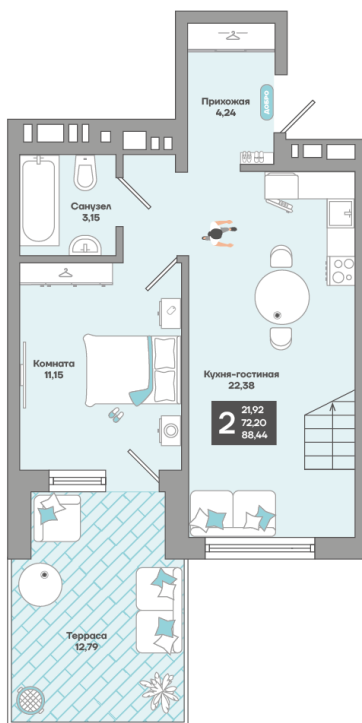 Прихожая
4,24
ДОБРО
Санузел
3,15
Комната
11,15
Кухня-гостиная
22,38
2
21,92
72,20
88,44
Терраса
12,79